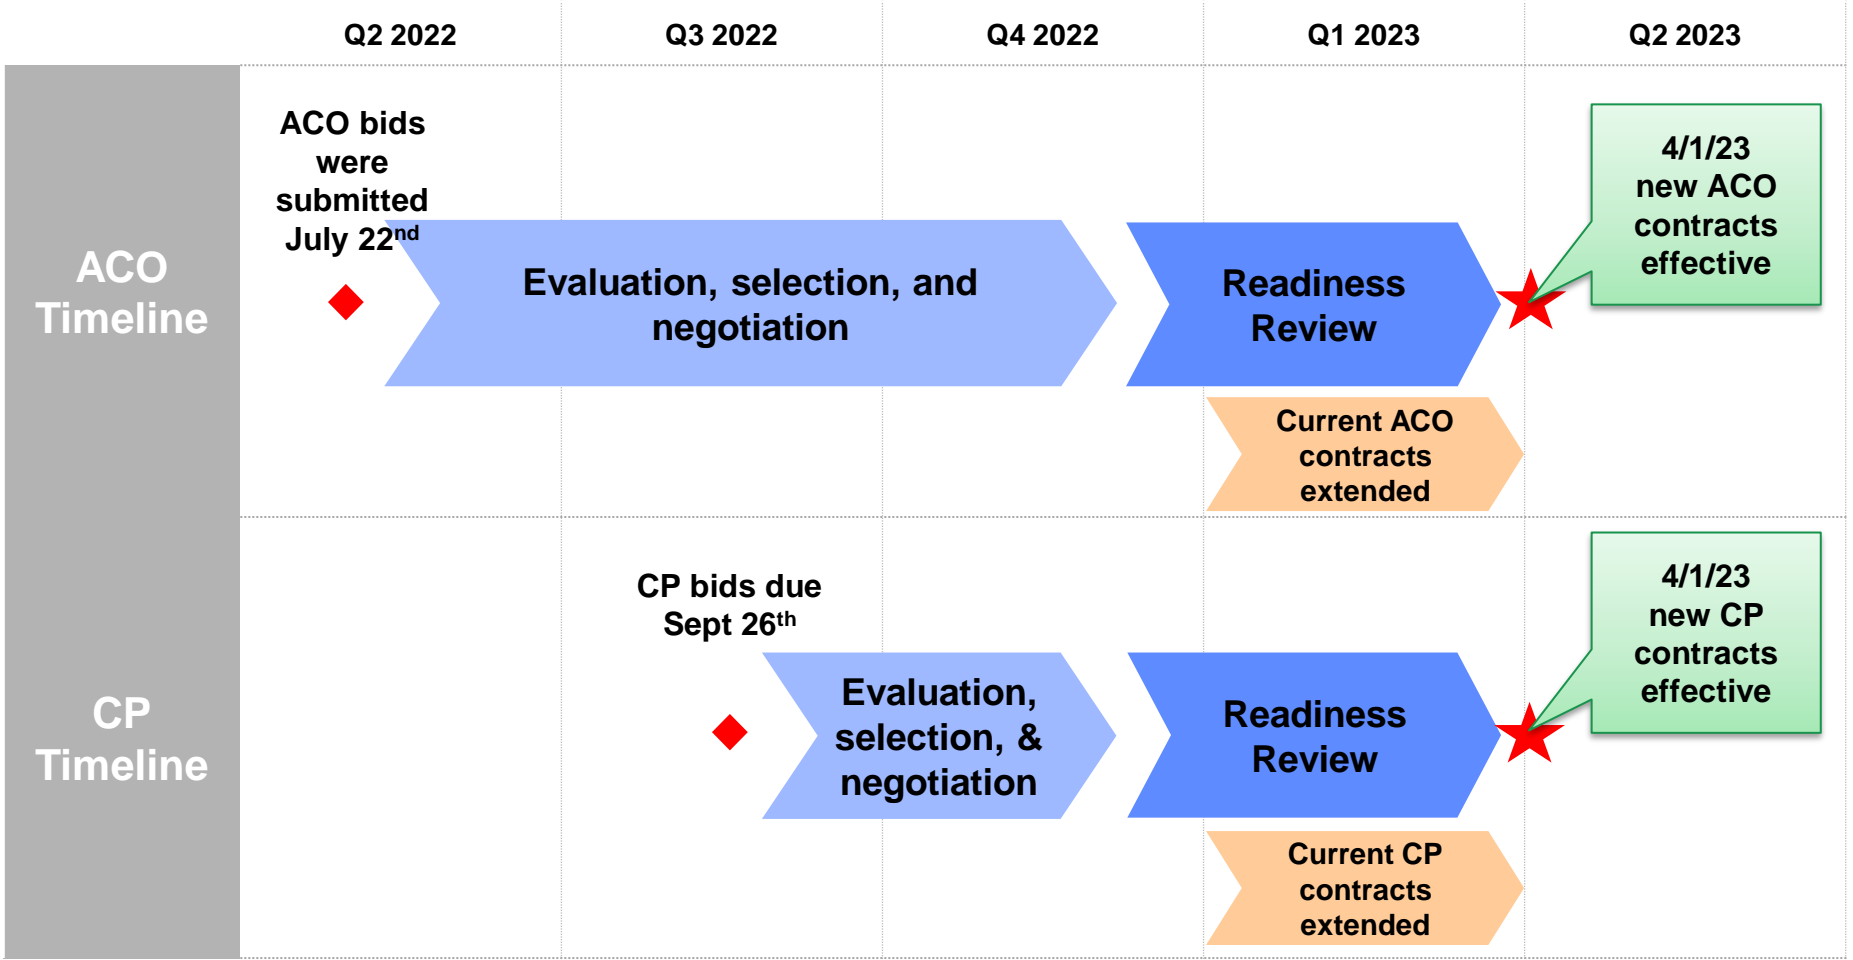 Q2 2022
Q3 2022
Q4 2022
Q1 2023
Q2 2023
ACO
Timeline
ACO bids
were
submitted
July 22nd
Evaluation, selection, and
negotiation
Readiness
Review
4/1/23
new ACO
contracts
effective
Current ACO
contracts
extended
CP
Timeline
CP bids due
Sept 26th
Evaluation,
selection, &
negotiation
Readiness
Review
4/1/23
new CP
contracts
effective
Current CP
contracts
extended